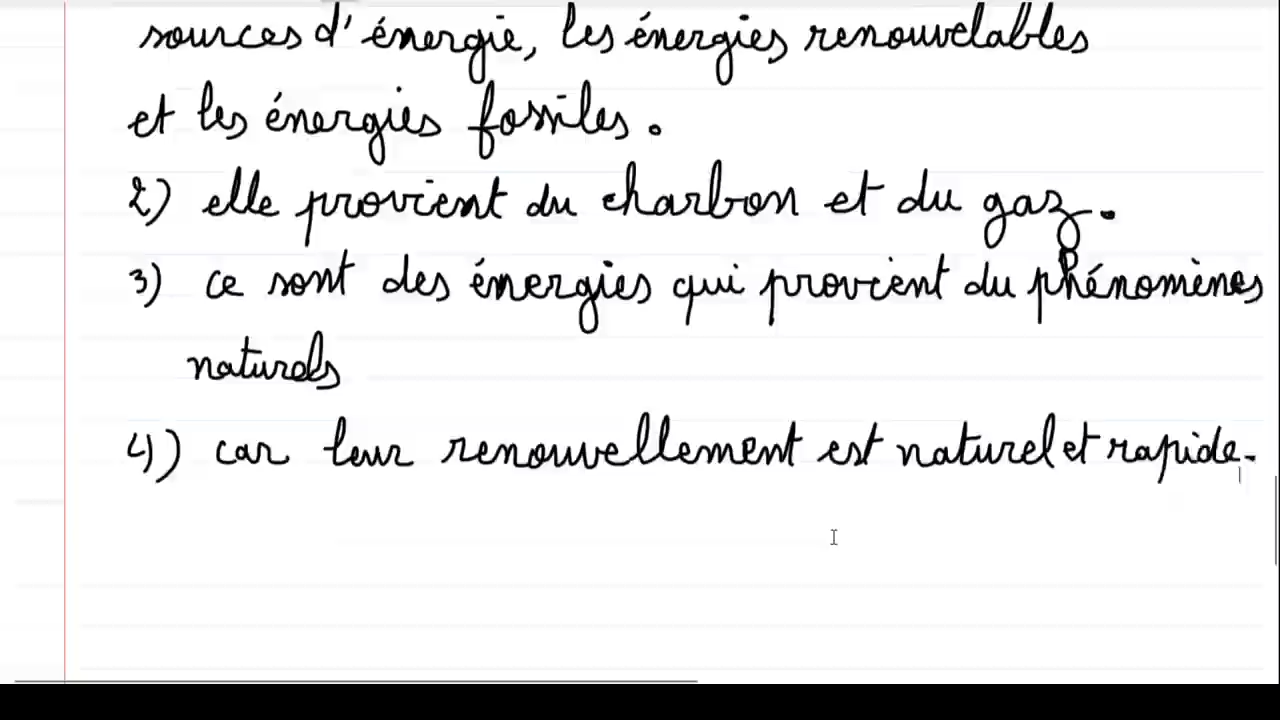 sources d'énergie, les énergies renouvelables
et les énergies fossiles.
2) elle provient du charbon et du gaz.
3) ce sont des énergies qui provient du phénomènes
naturels
4) car leur renouvellement est naturel et rapide.